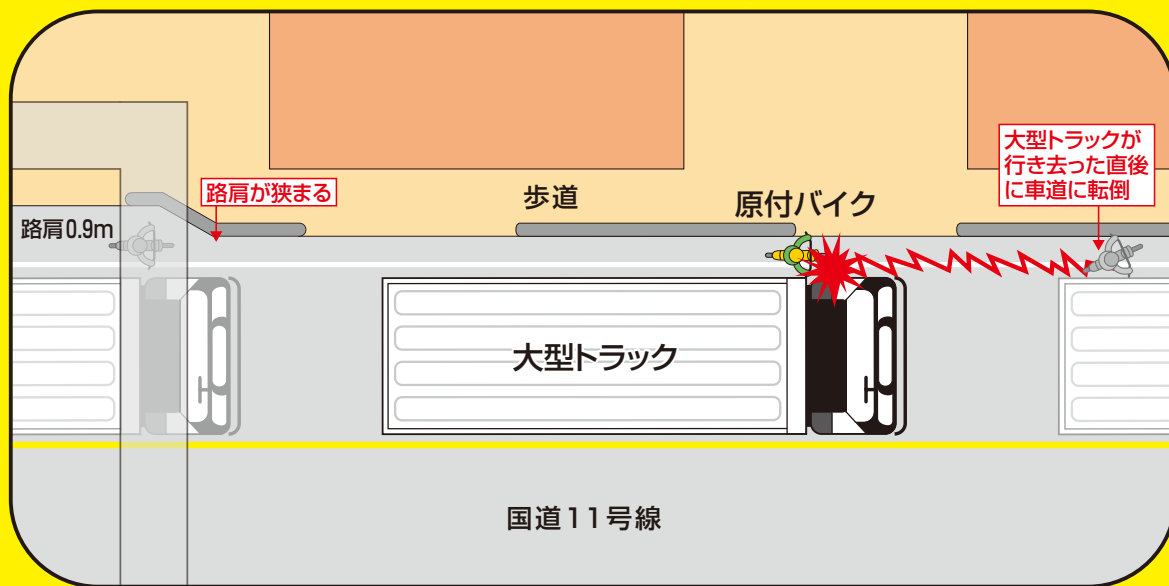 大型トラックが
行き去った直後
に車道に転倒
路肩が狭まる
歩道
原付バイク
路肩0.9m
大型トラック
国道11号線